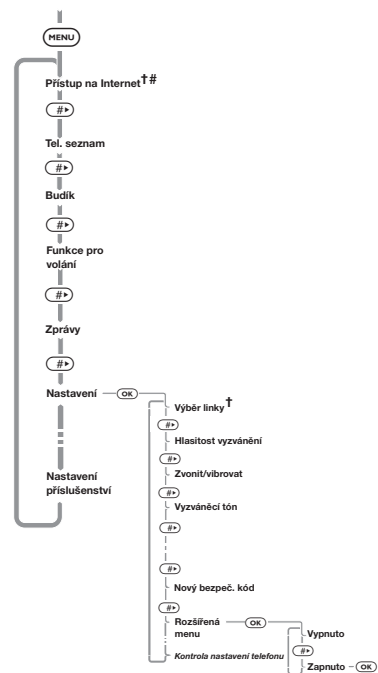 MENU
Přístup na Internet†#
#▸
Tel. seznam
#▸
Budík
#▸
Funkce pro
volání
#▸
Zprávy
#▸
Nastavení
OK
Výběr linky†
#▸
Hlasitost vyzvánění
#▸
Zvonit/vibrovat
#▸
Vyzváněcí tón
#▸
#▸
Nový bezpeč. kód
#▸
Rozšířená
menu
OK
Vypnuto
#▸
Zapnuto
OK
Kontrola nastavení telefonu
Nastavení
příslušenství